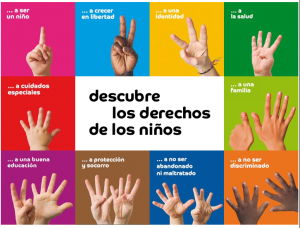 ... a ser
un niño
... a crecer
en libertad
... a una
identidad
... a
la salud
... a cuidados
especiales
descubre
los derechos
de los niños
... a una
familia
... a una buena
educación
... a protección
y socorro
... a no ser
abandonado
ni maltratado
... a no ser
discriminado